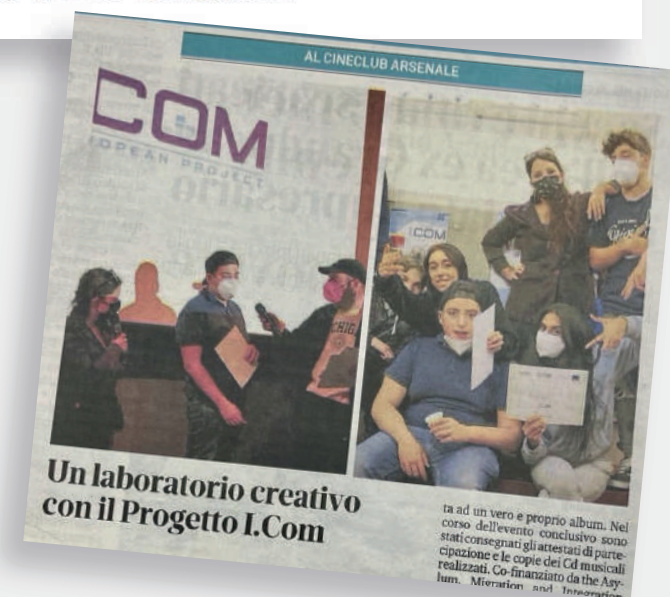 AL CINECLUB ARSENALE
COM
OPEAN PROJECT
COM
CHIG
Un laboratorio creativo
con il Progetto I.Com
ta ad un vero e proprio album. Nel
corso dell'evento conclusivo sono
stati consegnati gli attestati di parte-
cipazione e le copie dei Cd musicali
realizzati. Co-finanziato da the Asy-
lum, Migration and Integration